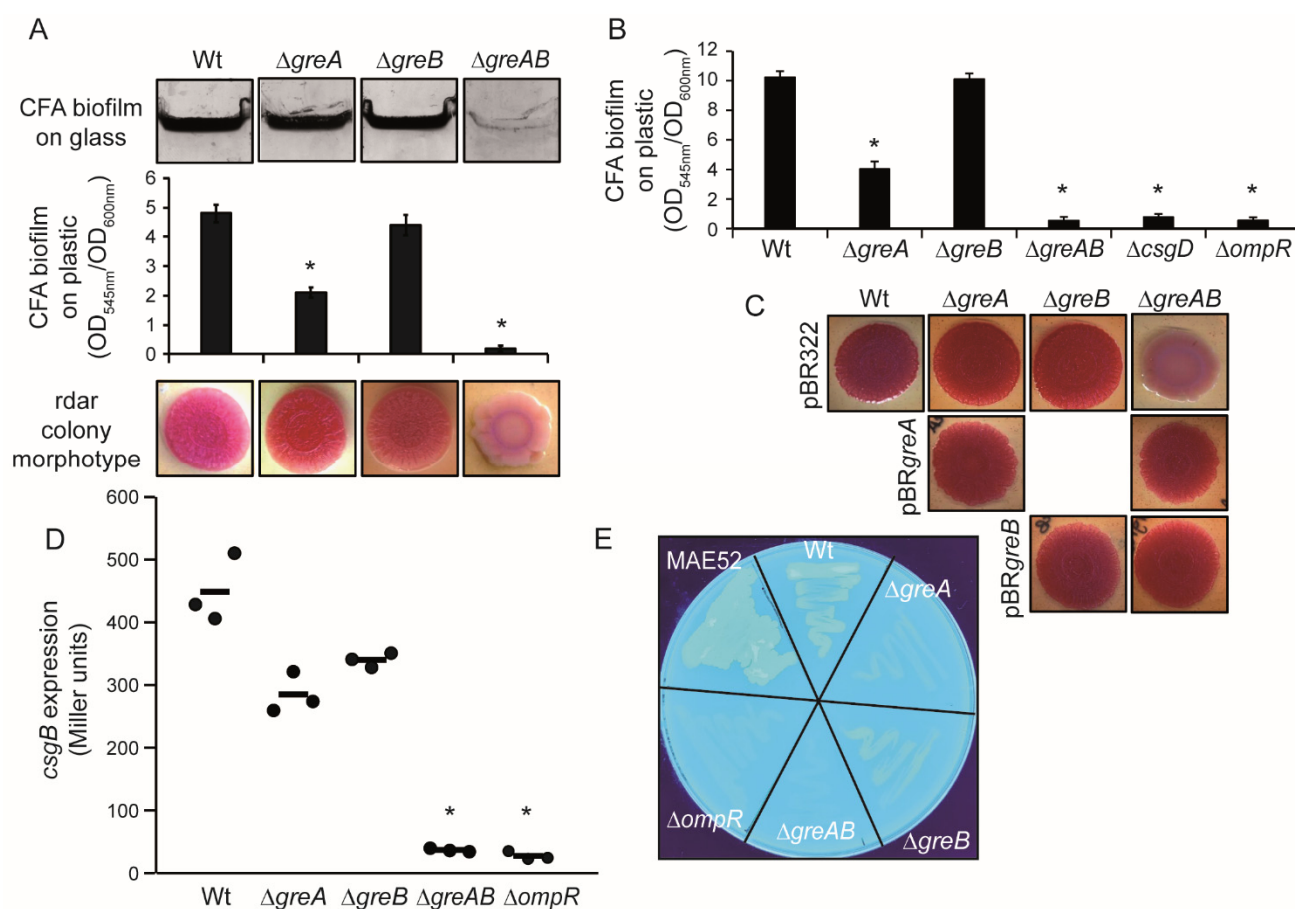 A
Wt ΔgreA ΔgreB ΔgreAB
CFA biofilm
on glass
CFA biofilm
on plastic
(OD545nm/OD600nm)
6
5
4
3
2
1
0
*
*
rdar
colony
morphotype
B
CFA biofilm
on plastic
(OD545nm/OD600nm)
12
10
8
6
4
2
0
*
* * *
Wt ΔgreA ΔgreB ΔgreAB ΔcsgD ΔompR
C
Wt ΔgreA ΔgreB ΔgreAB
pBR322
pBRgreA
pBRgreB
D
csgB expression
(Miller units)
600
500
400
300
200
100
0
* *
Wt ΔgreA ΔgreB ΔgreAB ΔompR
E
MAE52
Wt
ΔgreA
ΔompR
ΔgreAB
ΔgreB